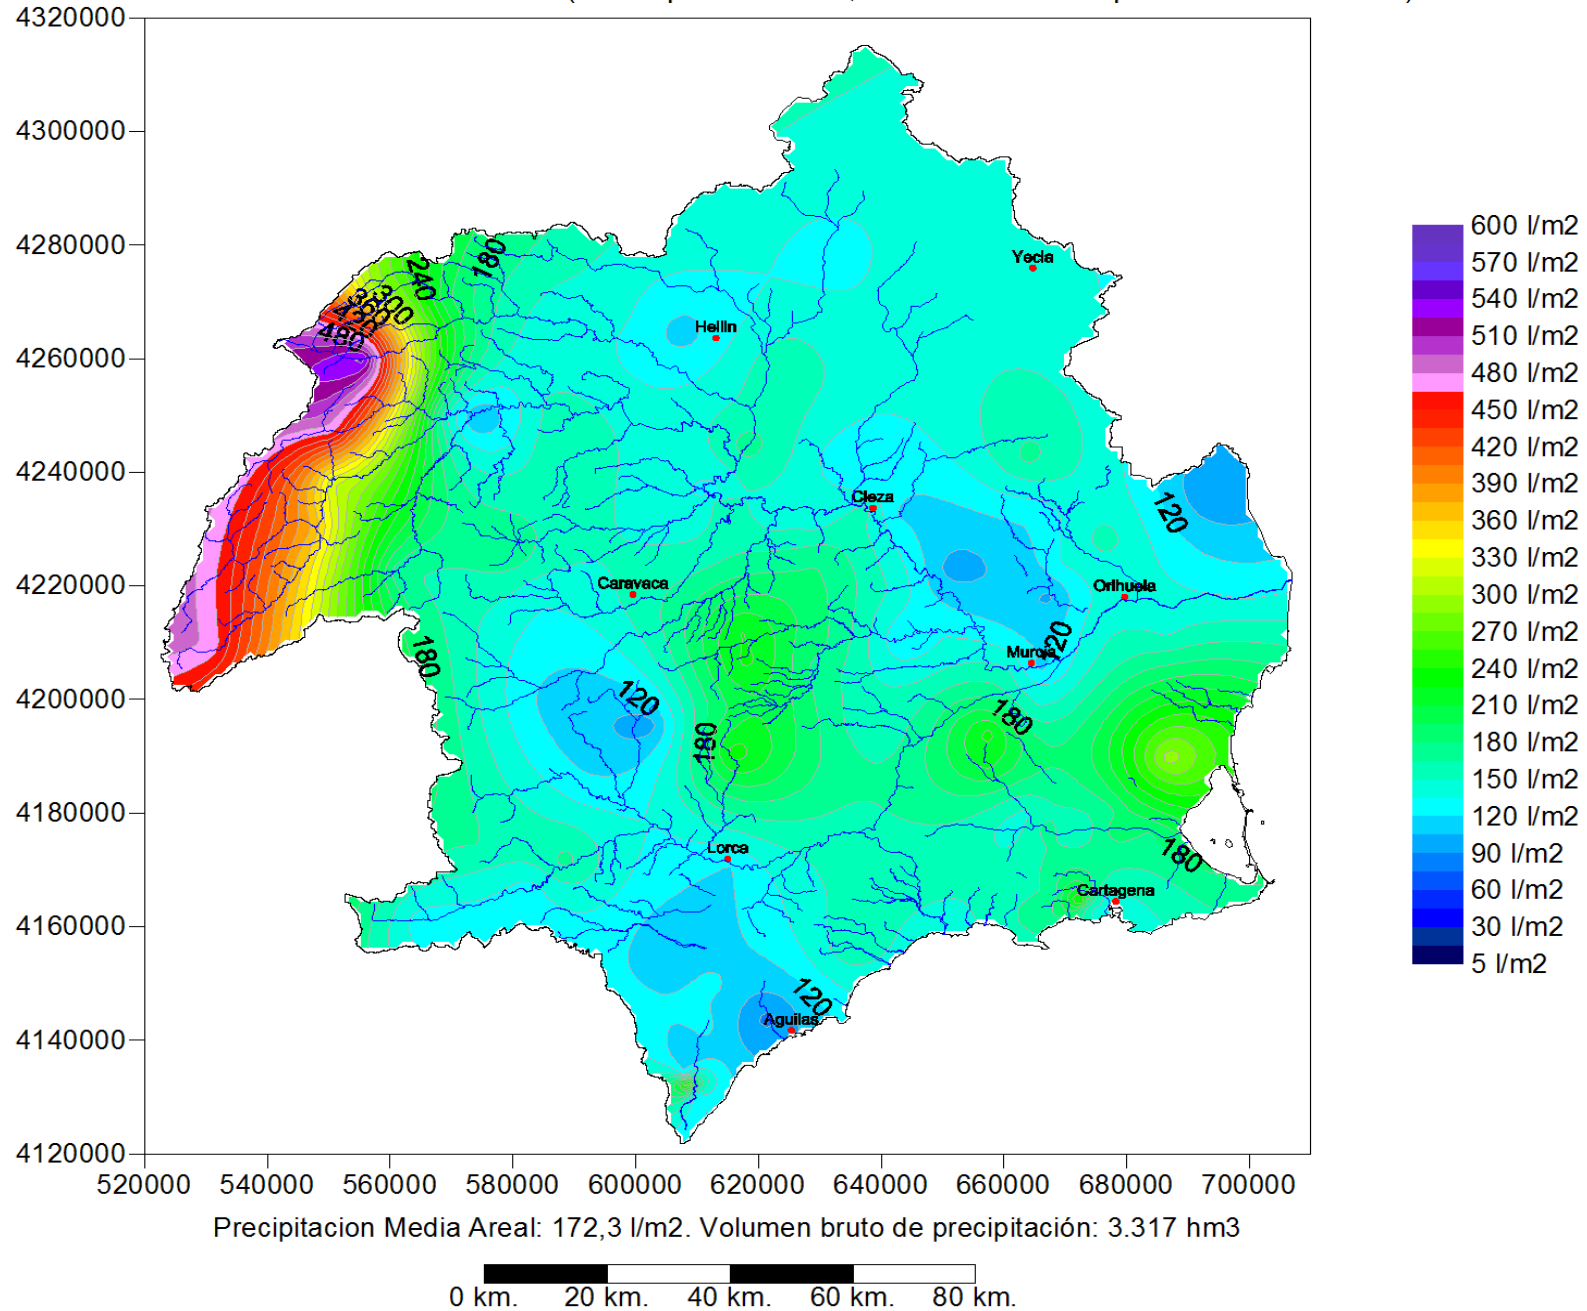 4320000
4300000
4280000
4260000
4240000
4220000
4200000
4180000
4160000
4140000
4120000
520000 540000 560000 580000 600000 620000 640000 660000 680000 700000
240
180
300
360
420
480
Yecla
Hellin
Cieza
120
Caravaca
Orihuela
120
Murcia
180
120
180
180
Lorca
180
Cartagena
120
Aguilas
600 l/m2
570 l/m2
540 l/m2
510 l/m2
480 l/m2
450 l/m2
420 l/m2
390 l/m2
360 l/m2
330 l/m2
300 l/m2
270 l/m2
240 l/m2
210 l/m2
180 l/m2
150 l/m2
120 l/m2
90 l/m2
60 l/m2
30 l/m2
5 l/m2
Precipitacion Media Areal: 172,3 l/m2. Volumen bruto de precipitación: 3.317 hm3
0 km. 20 km. 40 km. 60 km. 80 km.